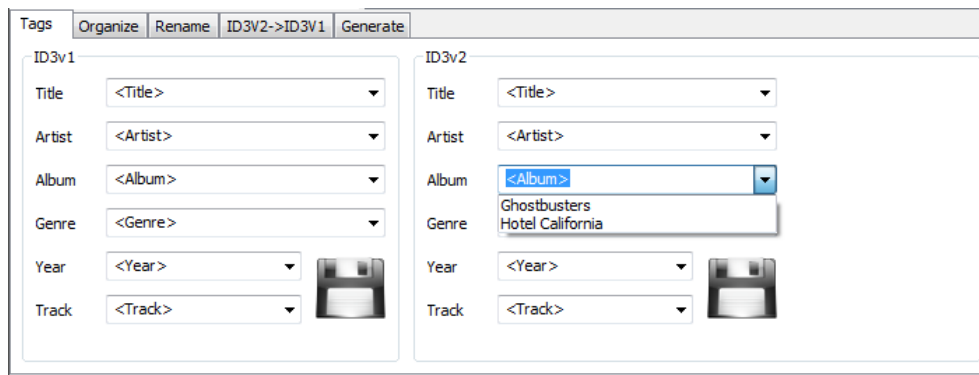 Tags Organize Rename ID3V2->ID3V1 Generate
ID3v1
Title <Title>
Artist <Artist>
Album <Album>
Genre <Genre>
Year <Year>
Track <Track>
ID3v2
Title <Title>
Artist <Artist>
Album <Album>
Ghostbusters
Genre Hotel California
Year <Year>
Track <Track>